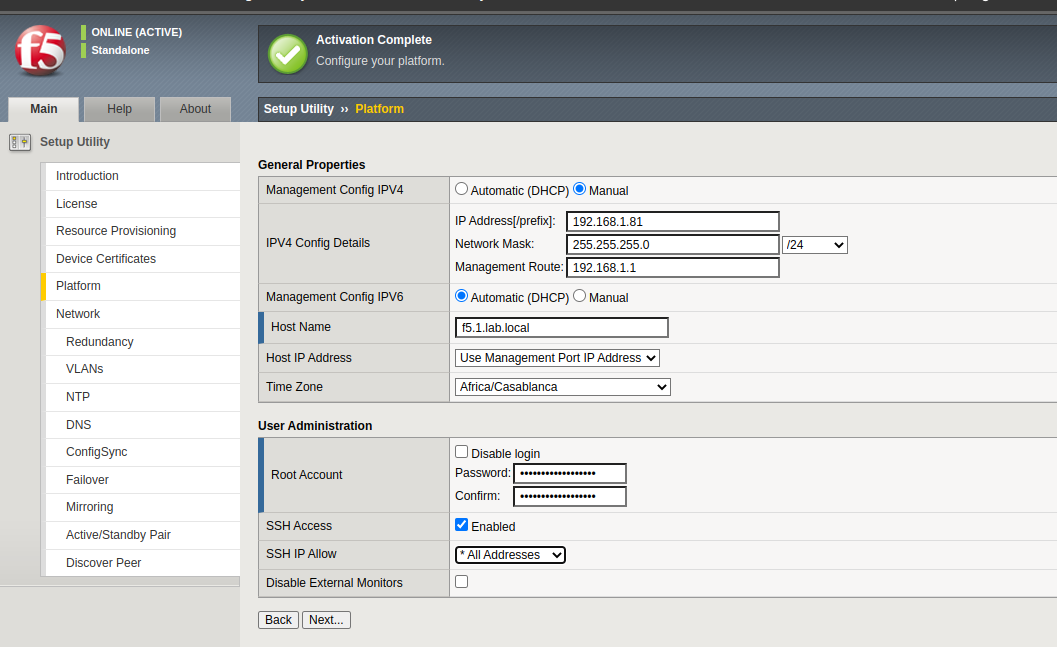 f5
ONLINE (ACTIVE)
Standalone
Activation Complete
Configure your platform.
Main
Help
About
Setup Utility ›› Platform
Setup Utility
Introduction
License
Resource Provisioning
Device Certificates
Platform
Network
Redundancy
VLANs
NTP
DNS
ConfigSync
Failover
Mirroring
Active/Standby Pair
Discover Peer
General Properties
Management Config IPV4
Automatic (DHCP) Manual
IPV4 Config Details
IP Address[/prefix]: 192.168.1.81
Network Mask: 255.255.255.0 /24
Management Route: 192.168.1.1
Management Config IPV6
Automatic (DHCP) Manual
Host Name
f5.1.lab.local
Host IP Address
Use Management Port IP Address
Time Zone
Africa/Casablanca
User Administration
Root Account
Disable login
Password: ••••••••••••••••••
Confirm: ••••••••••••••••••
SSH Access
Enabled
SSH IP Allow
* All Addresses
Disable External Monitors
Back Next...